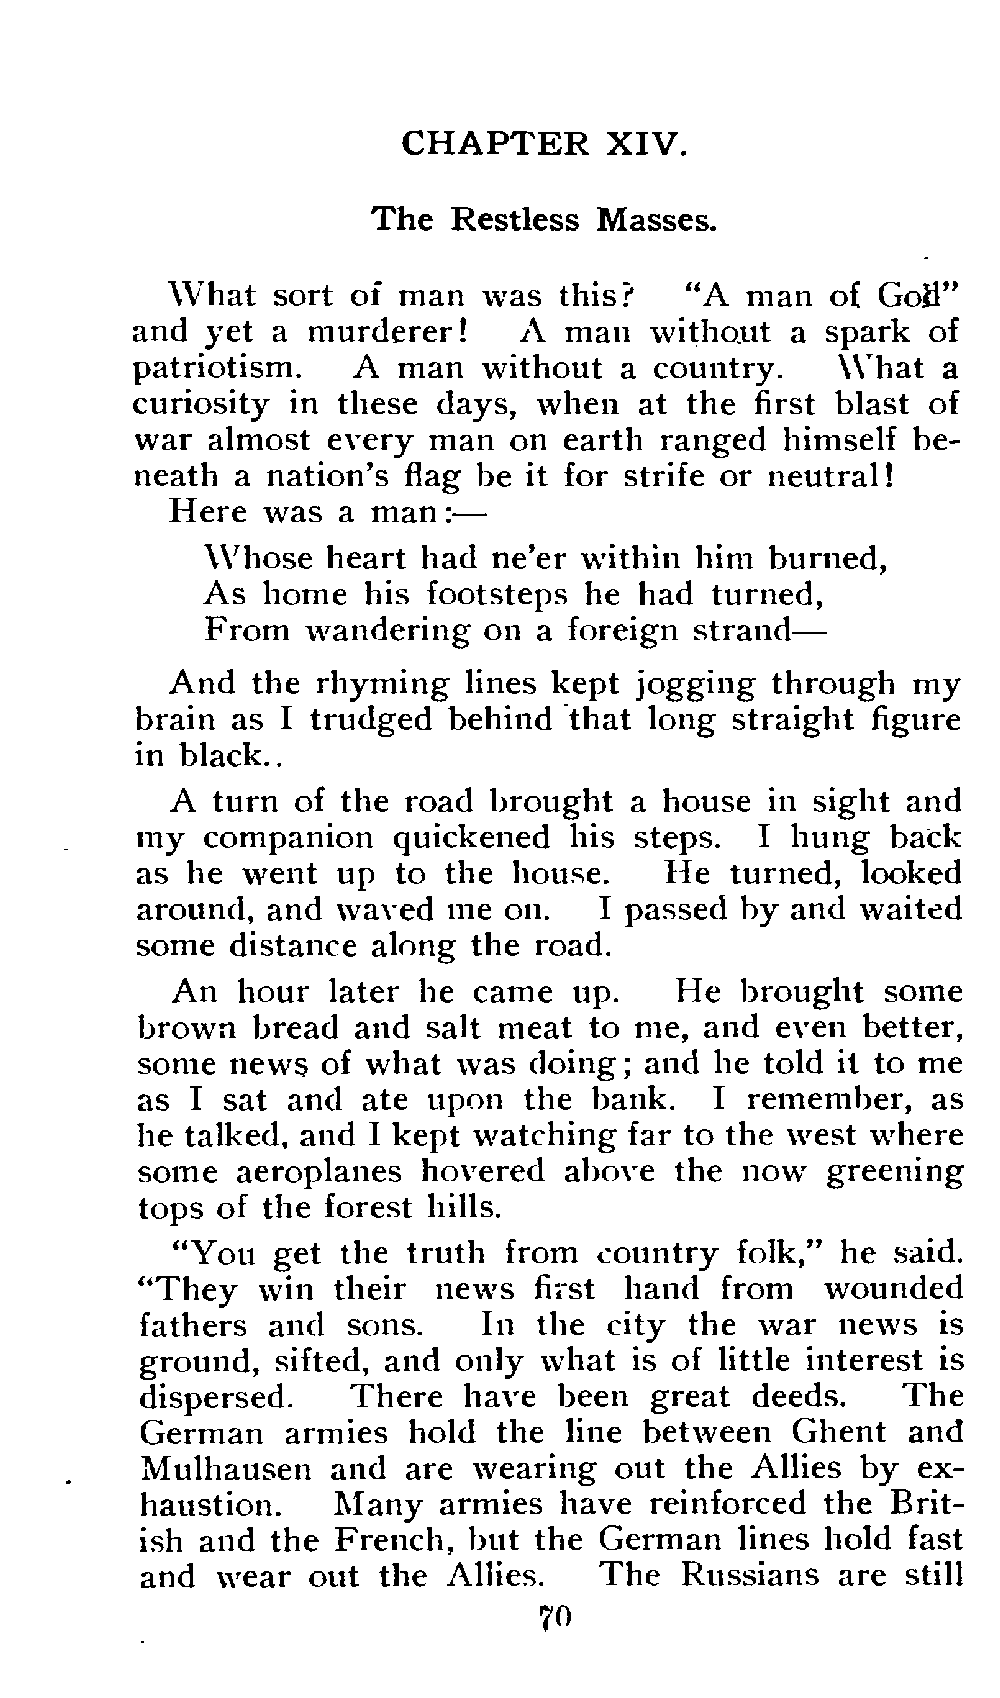 CHAPTER XIV.
The Restless Masses.
What sort of man was this? "A man of God"
and yet a murderer! A man without a spark of
patriotism. A man without a country. What a
curiosity in these days, when at the first blast of
war almost every man on earth ranged himself be-
neath a nation's flag be it for strife or neutral!
Here was a man:—
Whose heart had ne'er within him burned,
As home his footsteps he had turned,
From wandering on a foreign strand—
And the rhyming lines kept jogging through my
brain as I trudged behind that long straight figure
in black..
A turn of the road brought a house in sight and
my companion quickened his steps. I hung back
as he went up to the house. He turned, looked
around, and waved me on. I passed by and waited
some distance along the road.
An hour later he came up. He brought some
brown bread and salt meat to me, and even better,
some news of what was doing; and he told it to me
as I sat and ate upon the bank. I remember, as
he talked, and I kept watching far to the west where
some aeroplanes hovered above the now greening
tops of the forest hills.
"You get the truth from country folk," he said.
"They win their news first hand from wounded
fathers and sons. In the city the war news is
ground, sifted, and only what is of little interest is
dispersed. There have been great deeds. The
German armies hold the line between Ghent and
Mulhausen and are wearing out the Allies by ex-
haustion. Many armies have reinforced the Brit-
ish and the French, but the German lines hold fast
and wear out the Allies. The Russians are still
70